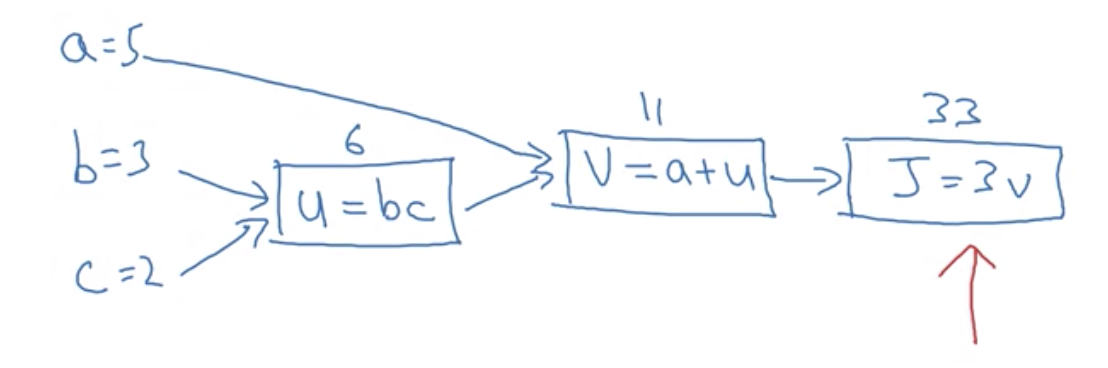 a=5
11
33
b=3
6
V=a+u
J=3v
u=bc
c=2